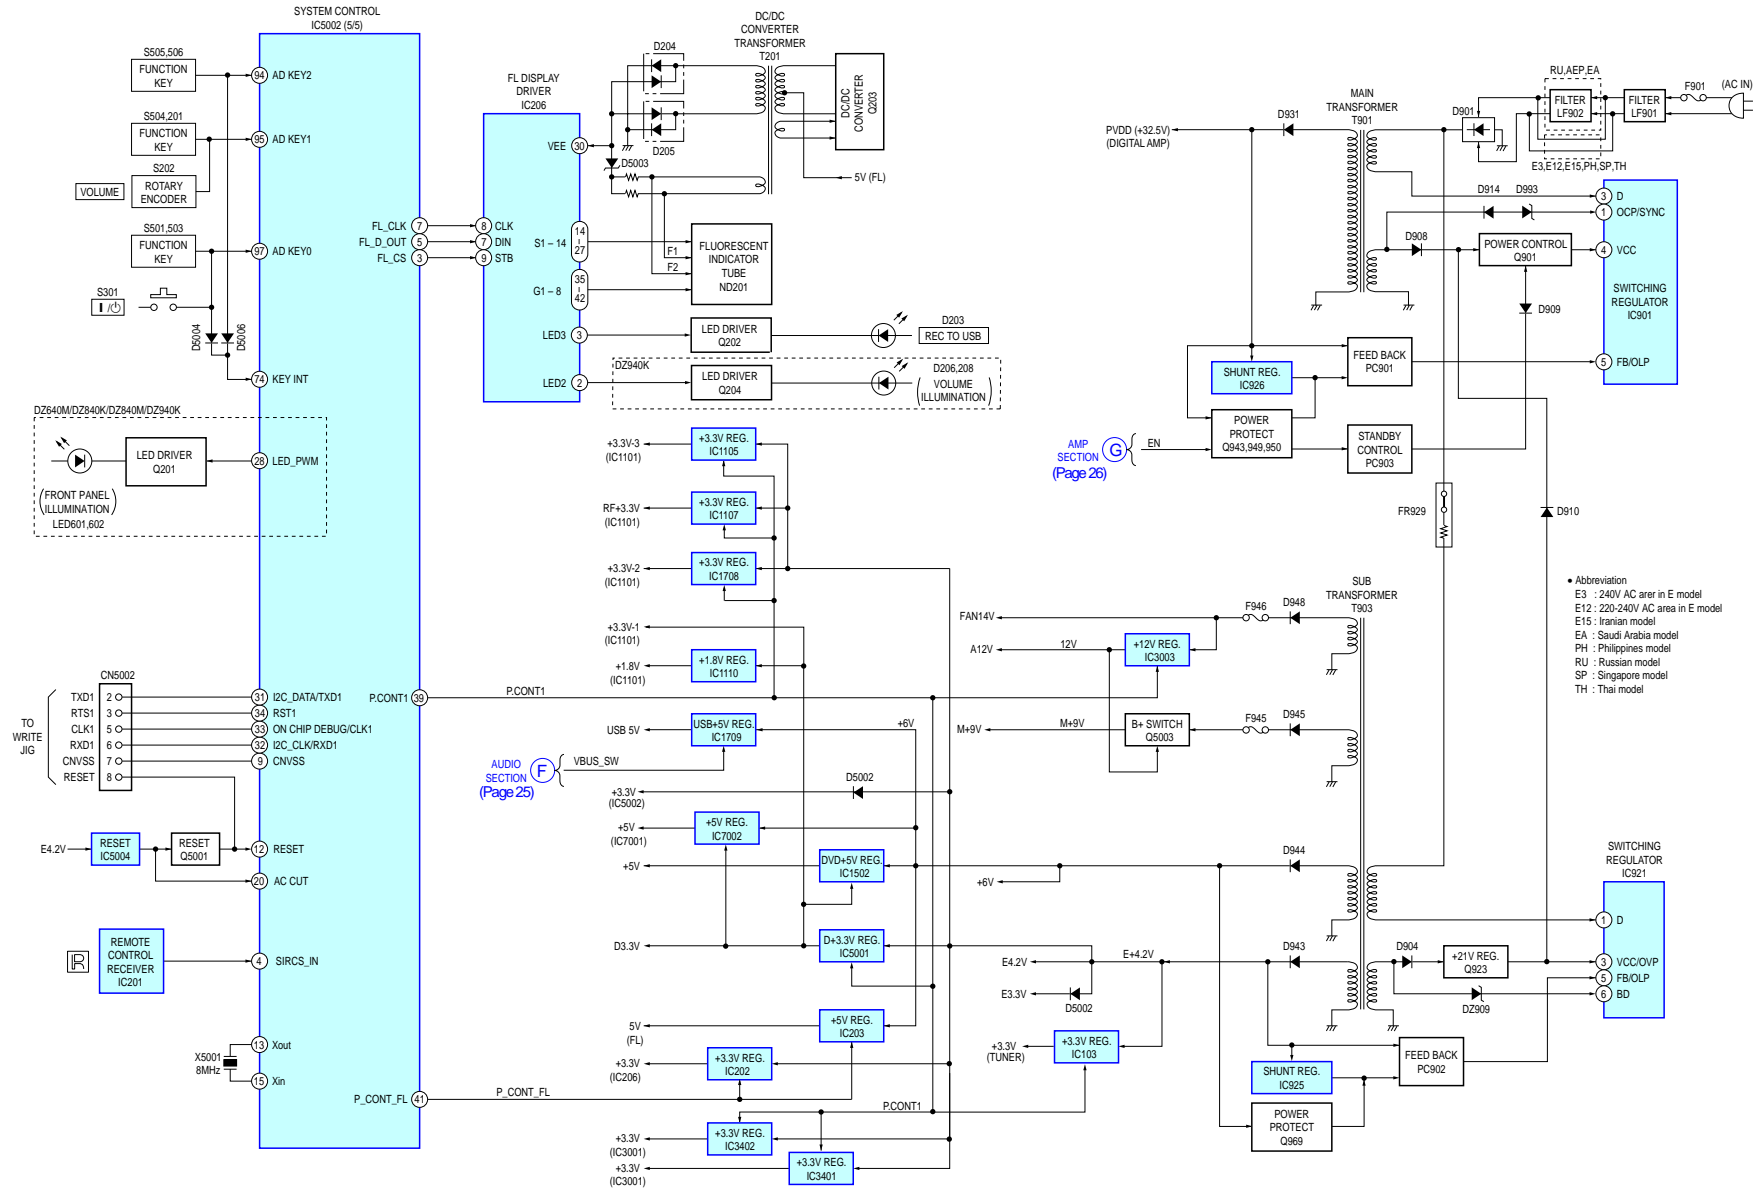 SYSTEM CONTROL
IC5002 (5/5)
S505,506
FUNCTION
KEY
94 AD KEY2
S504,201
FUNCTION
KEY
95 AD KEY1
S202
VOLUME
ROTARY
ENCODER
S501,503
FUNCTION
KEY
97 AD KEY0
S301
I /⏻
D5004
D5006
74 KEY INT
FL_CLK 7
FL_D_OUT 5
FL_CS 3
DZ640M/DZ840K/DZ840M/DZ940K
LED DRIVER
Q201
28 LED_PWM
(FRONT PANEL
ILLUMINATION)
LED601,602
CN5002
TO
WRITE
JIG
TXD1 2
RTS1 3
CLK1 5
RXD1 6
CNVSS 7
RESET 8
31 I2C_DATA/TXD1
34 RST1
33 ON CHIP DEBUG/CLK1
32 I2C_CLK/RXD1
9 CNVSS
P.CONT1 39
P.CONT1
E4.2V
RESET
IC5004
RESET
Q5001
12 RESET
20 AC CUT
R
REMOTE
CONTROL
RECEIVER
IC201
4 SIRCS_IN
X5001
8MHz
13 Xout
15 Xin
P_CONT_FL 41
P_CONT_FL
FL DISPLAY
DRIVER
IC206
8 CLK
7 DIN
9 STB
VEE 30
S1 – 14
14
27
G1 – 8
35
42
LED3 3
LED2 2
D204
D205
D5003
DC/DC
CONVERTER
TRANSFORMER
T201
DC/DC
CONVERTER
Q203
5V (FL)
F1
F2
FLUORESCENT
INDICATOR
TUBE
ND201
LED DRIVER
Q202
D203
REC TO USB
DZ940K
LED DRIVER
Q204
D206,208
(VOLUME
ILLUMINATION)
+3.3V-3
(IC1101)
+3.3V REG.
IC1105
RF+3.3V
(IC1101)
+3.3V REG.
IC1107
+3.3V-2
(IC1101)
+3.3V REG.
IC1708
+3.3V-1
(IC1101)
+1.8V
(IC1101)
+1.8V REG.
IC1110
USB 5V
USB+5V REG.
IC1709
+6V
AUDIO
SECTION
(Page 25)
F
VBUS_SW
+3.3V
(IC5002)
D5002
+5V
(IC7001)
+5V REG.
IC7002
+5V
DVD+5V REG.
IC1502
D3.3V
D+3.3V REG.
IC5001
5V
(FL)
+5V REG.
IC203
+3.3V
(IC206)
+3.3V REG.
IC202
P.CONT1
+3.3V
(IC3001)
+3.3V REG.
IC3402
+3.3V
(IC3001)
+3.3V REG.
IC3401
PVDD (+32.5V)
(DIGITAL AMP)
D931
MAIN
TRANSFORMER
T901
D901
RU,AEP,EA
FILTER
LF902
FILTER
LF901
F901
(AC IN)
E3,E12,E15,PH,SP,TH
D914
D993
D908
POWER CONTROL
Q901
D909
3 D
1 OCP/SYNC
4 VCC
SWITCHING
REGULATOR
IC901
5 FB/OLP
SHUNT REG.
IC926
FEED BACK
PC901
AMP
SECTION
(Page 26)
G
EN
POWER
PROTECT
Q943,949,950
STANDBY
CONTROL
PC903
FR929
D910
• Abbreviation
E3 : 240V AC arer in E model
E12 : 220-240V AC area in E model
E15 : Iranian model
EA : Saudi Arabia model
PH : Philippines model
RU : Russian model
SP : Singapore model
TH : Thai model
SUB
TRANSFORMER
T903
FAN14V
F946
D948
A12V
12V
+12V REG.
IC3003
M+9V
M+9V
B+ SWITCH
Q5003
F945
D945
+6V
D944
E4.2V
E+4.2V
D943
E3.3V
D5002
+3.3V
(TUNER)
+3.3V REG.
IC103
D904
+21V REG.
Q923
DZ909
SWITCHING
REGULATOR
IC921
1 D
3 VCC/OVP
5 FB/OLP
6 BD
SHUNT REG.
IC925
FEED BACK
PC902
POWER
PROTECT
Q969